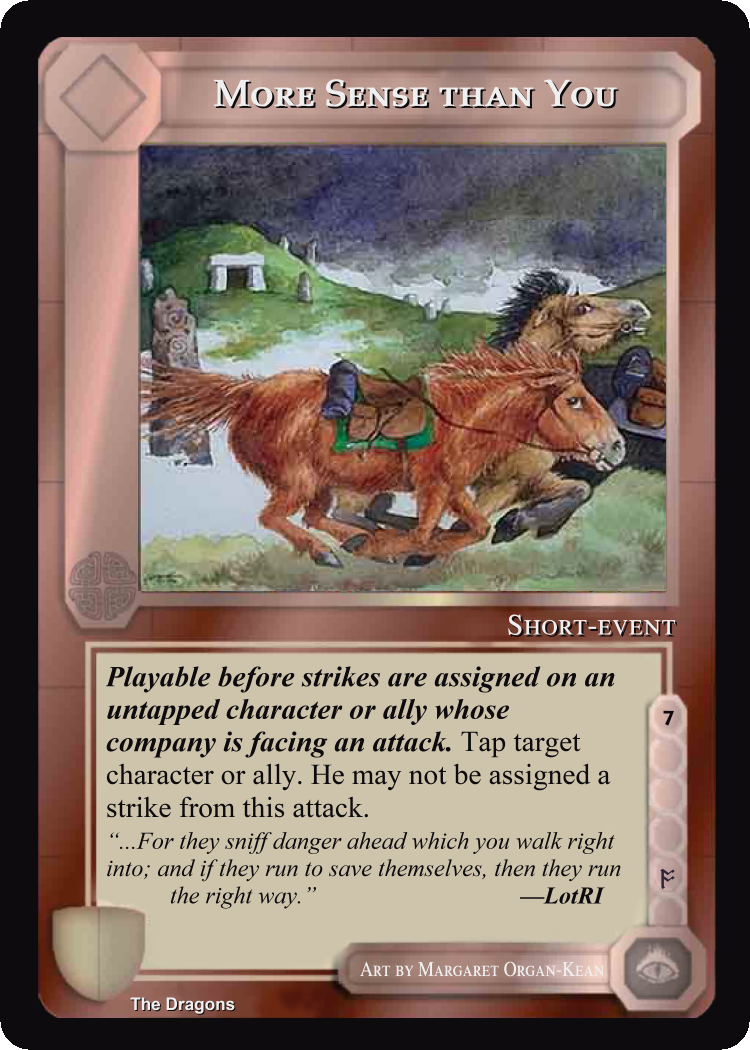 More Sense than You
Short-event
Playable before strikes are assigned on an
untapped character or ally whose
company is facing an attack. Tap target
character or ally. He may not be assigned a
strike from this attack.
“...For they sniff danger ahead which you walk right
into; and if they run to save themselves, then they run
the right way.” —LotRI
7
Art by Margaret Organ-Kean
The Dragons